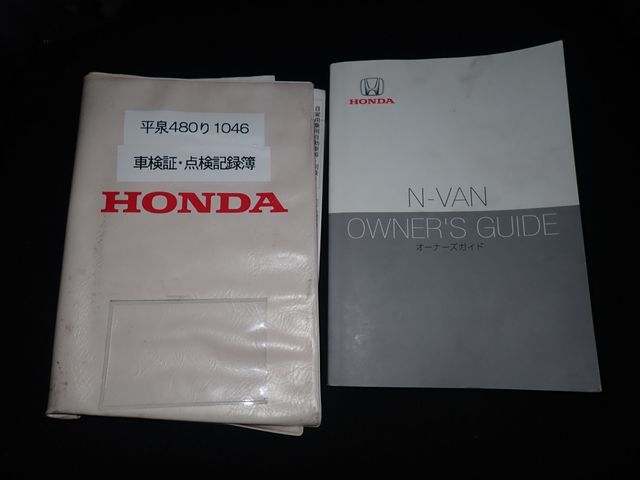 平泉480り1046
車検証・点検記録簿
HONDA
HONDA
N-VAN
OWNER'S GUIDE
オーナーズガイド